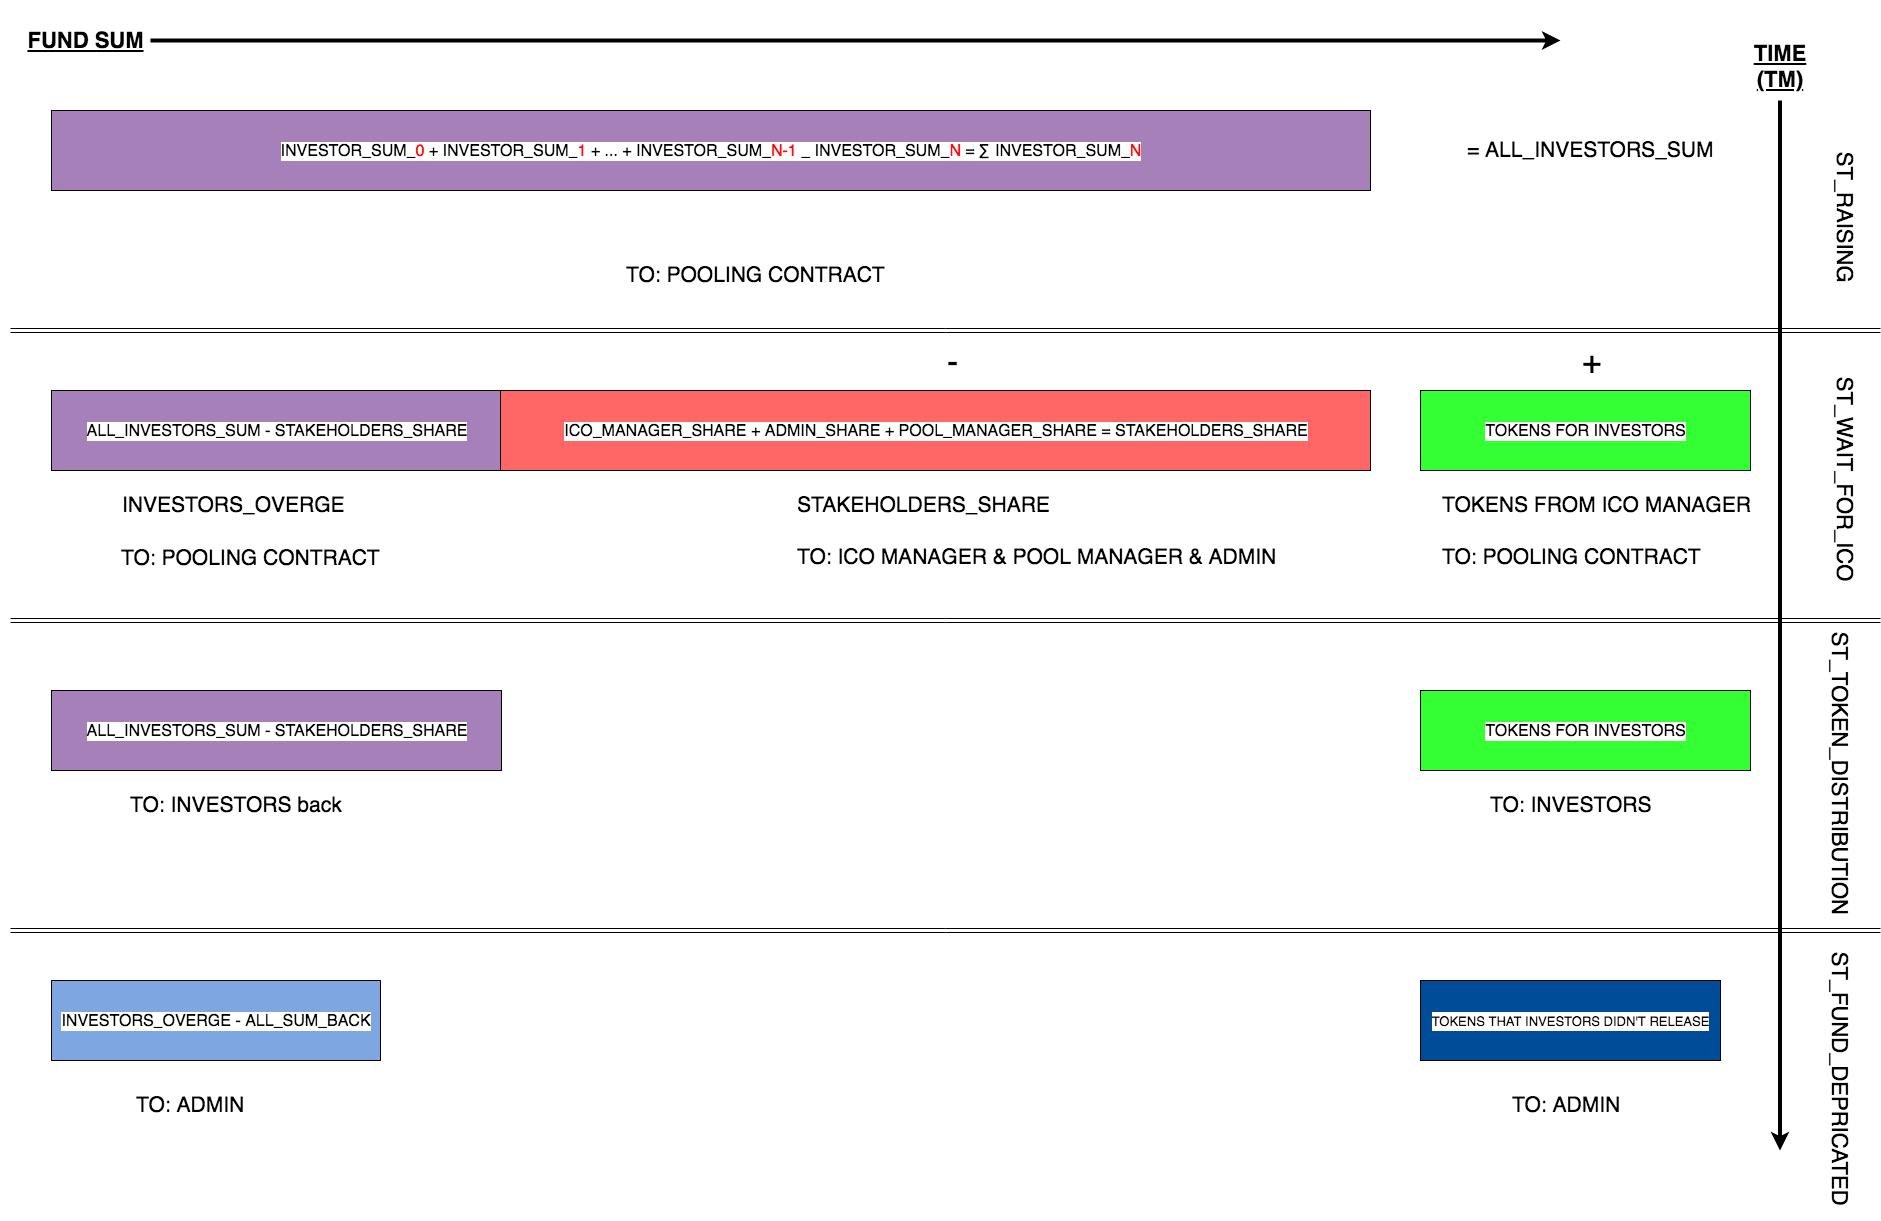 FUND SUM
TIME
(TM)
INVESTOR_SUM_0 + INVESTOR_SUM_1 + ... + INVESTOR_SUM_N-1 _ INVESTOR_SUM_N = ∑ INVESTOR_SUM_N
= ALL_INVESTORS_SUM
ST_RAISING
TO: POOLING CONTRACT
-
+
ALL_INVESTORS_SUM - STAKEHOLDERS_SHARE
ICO_MANAGER_SHARE + ADMIN_SHARE + POOL_MANAGER_SHARE = STAKEHOLDERS_SHARE
TOKENS FOR INVESTORS
ST_WAIT_FOR_ICO
INVESTORS_OVERGE
STAKEHOLDERS_SHARE
TOKENS FROM ICO MANAGER
TO: POOLING CONTRACT
TO: ICO MANAGER & POOL MANAGER & ADMIN
TO: POOLING CONTRACT
ALL_INVESTORS_SUM - STAKEHOLDERS_SHARE
TOKENS FOR INVESTORS
ST_TOKEN_DISTRIBUTION
TO: INVESTORS back
TO: INVESTORS
INVESTORS_OVERGE - ALL_SUM_BACK
TOKENS THAT INVESTORS DIDN'T RELEASE
ST_FUND_DEPRICATED
TO: ADMIN
TO: ADMIN